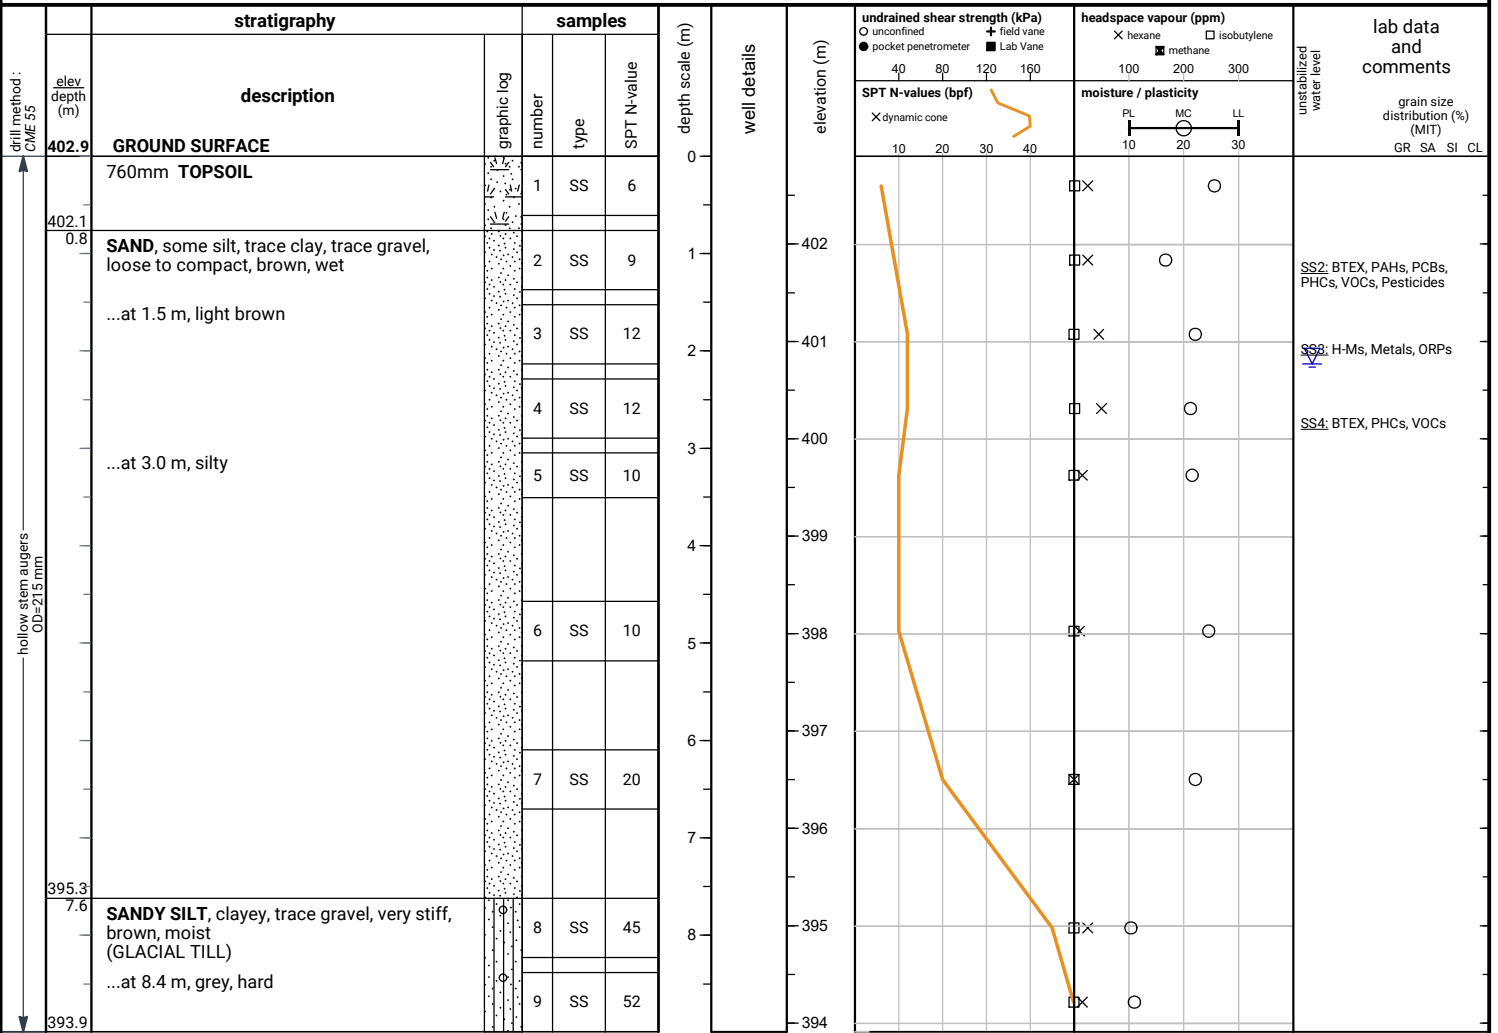 stratigraphy
samples
drill method :
CME 55
elev
depth
(m)
description
graphic log
number
type
SPT N-value
depth scale (m)
well details
elevation (m)
undrained shear strength (kPa)
unconfined
field vane
pocket penetrometer
Lab Vane
40 80 120 160
SPT N-values (bpf)
dynamic cone
10 20 30 40
headspace vapour (ppm)
hexane
isobutylene
methane
100 200 300
moisture / plasticity
PL MC LL
10 20 30
unstabilized
water level
lab data
and
comments
grain size
distribution (%)
(MIT)
GR SA SI CL
402.9 GROUND SURFACE
hollow stem augers
OD=215 mm
760mm TOPSOIL
1 SS 6
402.1
0.8
SAND, some silt, trace clay, trace gravel,
loose to compact, brown, wet
2 SS 9
SS2: BTEX, PAHs, PCBs,
PHCs, VOCs, Pesticides
...at 1.5 m, light brown
3 SS 12
SS3: H-Ms, Metals, ORPs
4 SS 12
SS4: BTEX, PHCs, VOCs
...at 3.0 m, silty
5 SS 10
6 SS 10
7 SS 20
395.3
7.6
SANDY SILT, clayey, trace gravel, very stiff,
brown, moist
(GLACIAL TILL)
8 SS 45
...at 8.4 m, grey, hard
9 SS 52
393.9
0
1
2
3
4
5
6
7
8
402
401
400
399
398
397
396
395
394